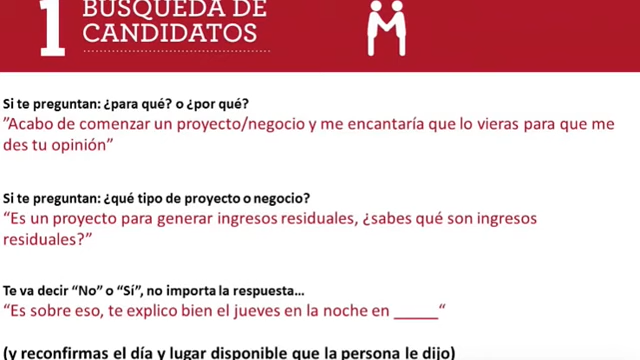 1
BÚSQUEDA DE
CANDIDATOS
Si te preguntan: ¿para qué? o ¿por qué?
”Acabo de comenzar un proyecto/negocio y me encantaría que lo vieras para que me
des tu opinión”
Si te preguntan: ¿qué tipo de proyecto o negocio?
“Es un proyecto para generar ingresos residuales, ¿sabes qué son ingresos
residuales?”
Te va decir “No” o “Sí”, no importa la respuesta...
“Es sobre eso, te explico bien el jueves en la noche en _____“
(y reconfirmas el día y lugar disponible que la persona le dijo)